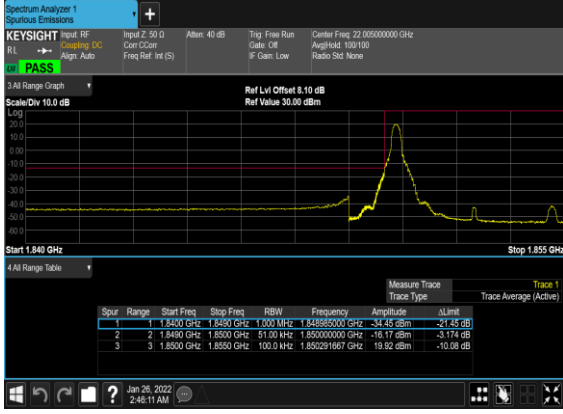 Spectrum Analyzer 1
Spurious Emissions
KEYSIGHT Input: RF Input Z: 50 Ω Atten: 40 dB Trig: Free Run Center Freq: 22.005000000 GHz
RL Coupling: DC Corr CCorr Gate: Off Avg|Hold: 100/100
Align: Auto Freq Ref: Int (S) IF Gain: Low Radio Std: None
PASS
3 All Range Graph
Ref Lvl Offset 8.10 dB
Scale/Div 10.0 dB Ref Value 30.00 dBm
Log
20.0
10.0
0.00
-10.0
-20.0
-30.0
-40.0
-50.0
-60.0
Start 1.840 GHz Stop 1.855 GHz
4 All Range Table
Measure Trace Trace 1
Trace Type Trace Average (Active)
Spur Range Start Freq Stop Freq RBW Frequency Amplitude ΔLimit
1 1 1.8400 GHz 1.8490 GHz 1.000 MHz 1.848985000 GHz -34.45 dBm -21.45 dB
2 2 1.8490 GHz 1.8500 GHz 51.00 kHz 1.850000000 GHz -16.17 dBm -3.174 dB
3 3 1.8500 GHz 1.8550 GHz 100.0 kHz 1.850291667 GHz 19.92 dBm -10.08 dB
? Jan 26, 2022
2:46:11 AM